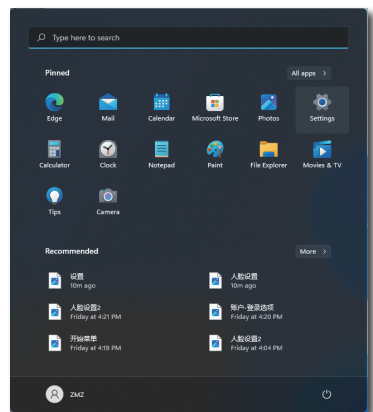 Type here to search
Pinned
All apps >
Edge
Mail
Calendar
Microsoft Store
Photos
Settings
Calculator
Clock
Notepad
Paint
File Explorer
Movies & TV
Tips
Camera
Recommended
More >
设置
10m ago
人脸设置
10m ago
人脸设置2
Friday at 4:21 PM
账户-登录选项
Friday at 4:20 PM
开始菜单
Friday at 4:19 PM
人脸设置2
Friday at 4:04 PM
ZMZ